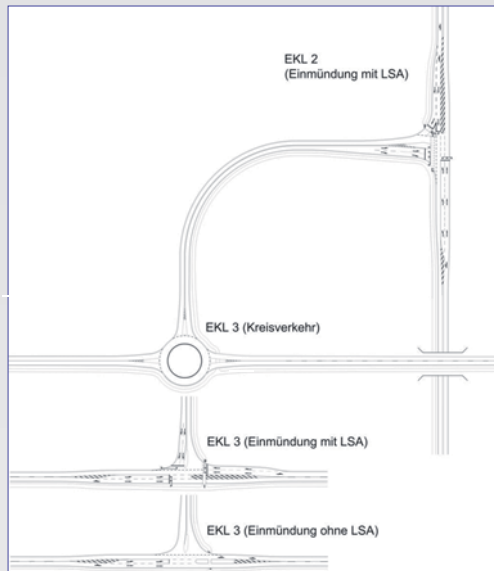 EKL 2
(Einmündung mit LSA)
EKL 3 (Kreisverkehr)
EKL 3 (Einmündung mit LSA)
EKL 3 (Einmündung ohne LSA)